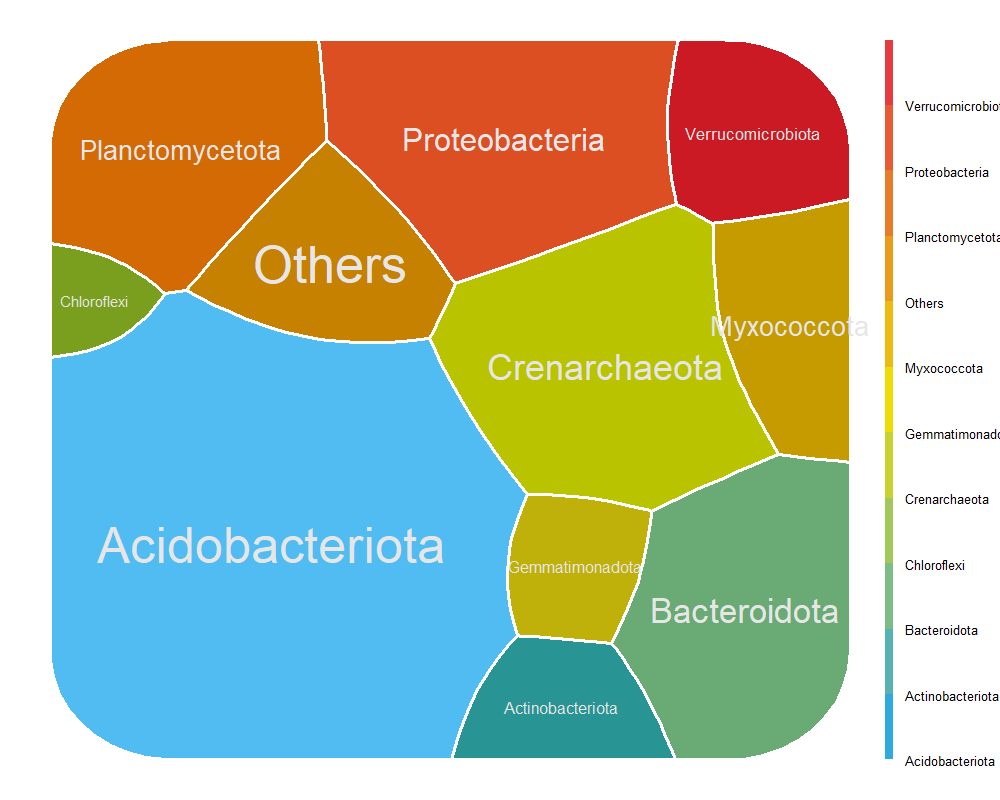 Planctomycetota
Proteobacteria
Verrucomicrobiota
Others
Chloroflexi
Myxococcota
Crenarchaeota
Acidobacteriota
Gemmatimonadota
Bacteroidota
Actinobacteriota
Verrucomicrobiot
Proteobacteria
Planctomycetota
Others
Myxococcota
Gemmatimonado
Crenarchaeota
Chloroflexi
Bacteroidota
Actinobacteriota
Acidobacteriota